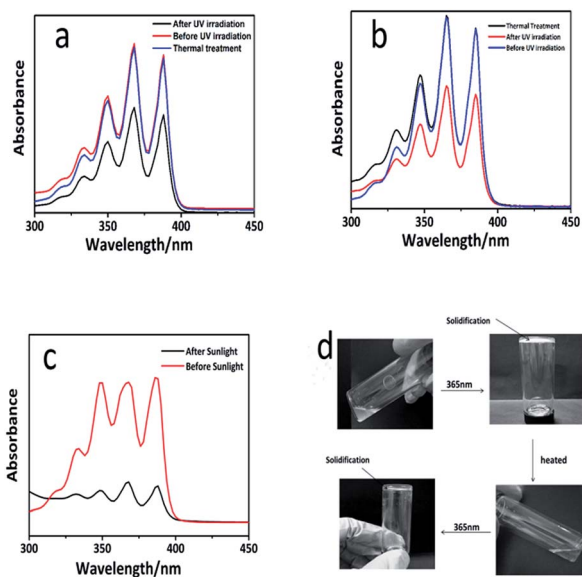 a
After UV irradiation
Before UV irradiation
Thermal treatment
Absorbance
300 350 400 450
Wavelength/nm
b
Thermal Treatment
After UV irradiation
Before UV irradiation
Absorbance
300 350 400 450
Wavelength/nm
c
After Sunlight
Before Sunlight
Absorbance
300 350 400 450
Wavelength/nm
d
Solidification
365nm
heated
Solidification
365nm